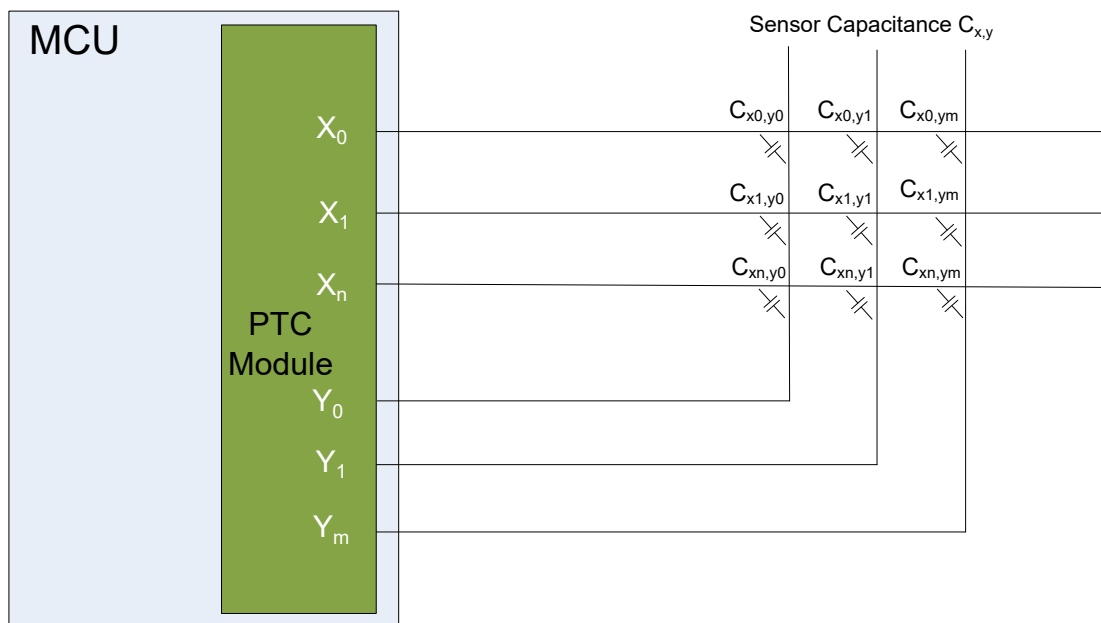 MCU
Sensor Capacitance Cx,y
X0
Cx0,y0 Cx0,y1 Cx0,ym
X1
Cx1,y0 Cx1,y1 Cx1,ym
Xn
Cxn,y0 Cxn,y1 Cxn,ym
PTC
Module
Y0
Y1
Ym